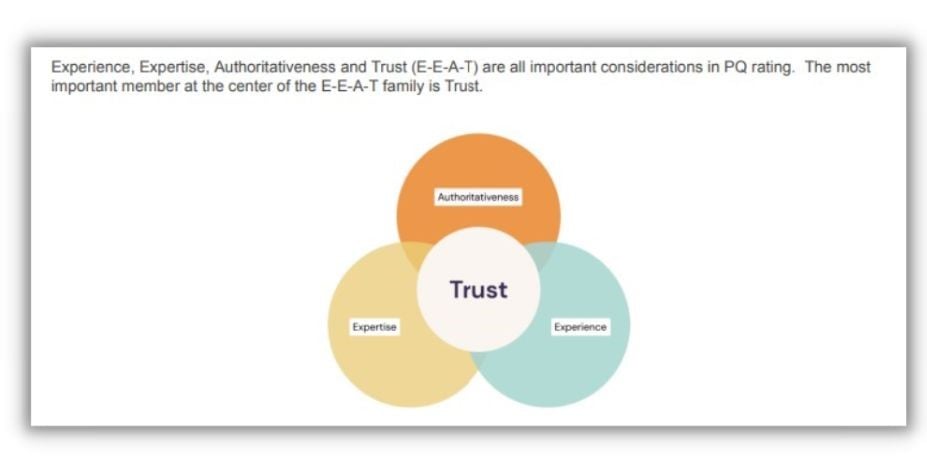 Experience, Expertise, Authoritativeness and Trust (E-E-A-T) are all important considerations in PQ rating.  The most
important member at the center of the E-E-A-T family is Trust.
Authoritativeness
Trust
Expertise
Experience